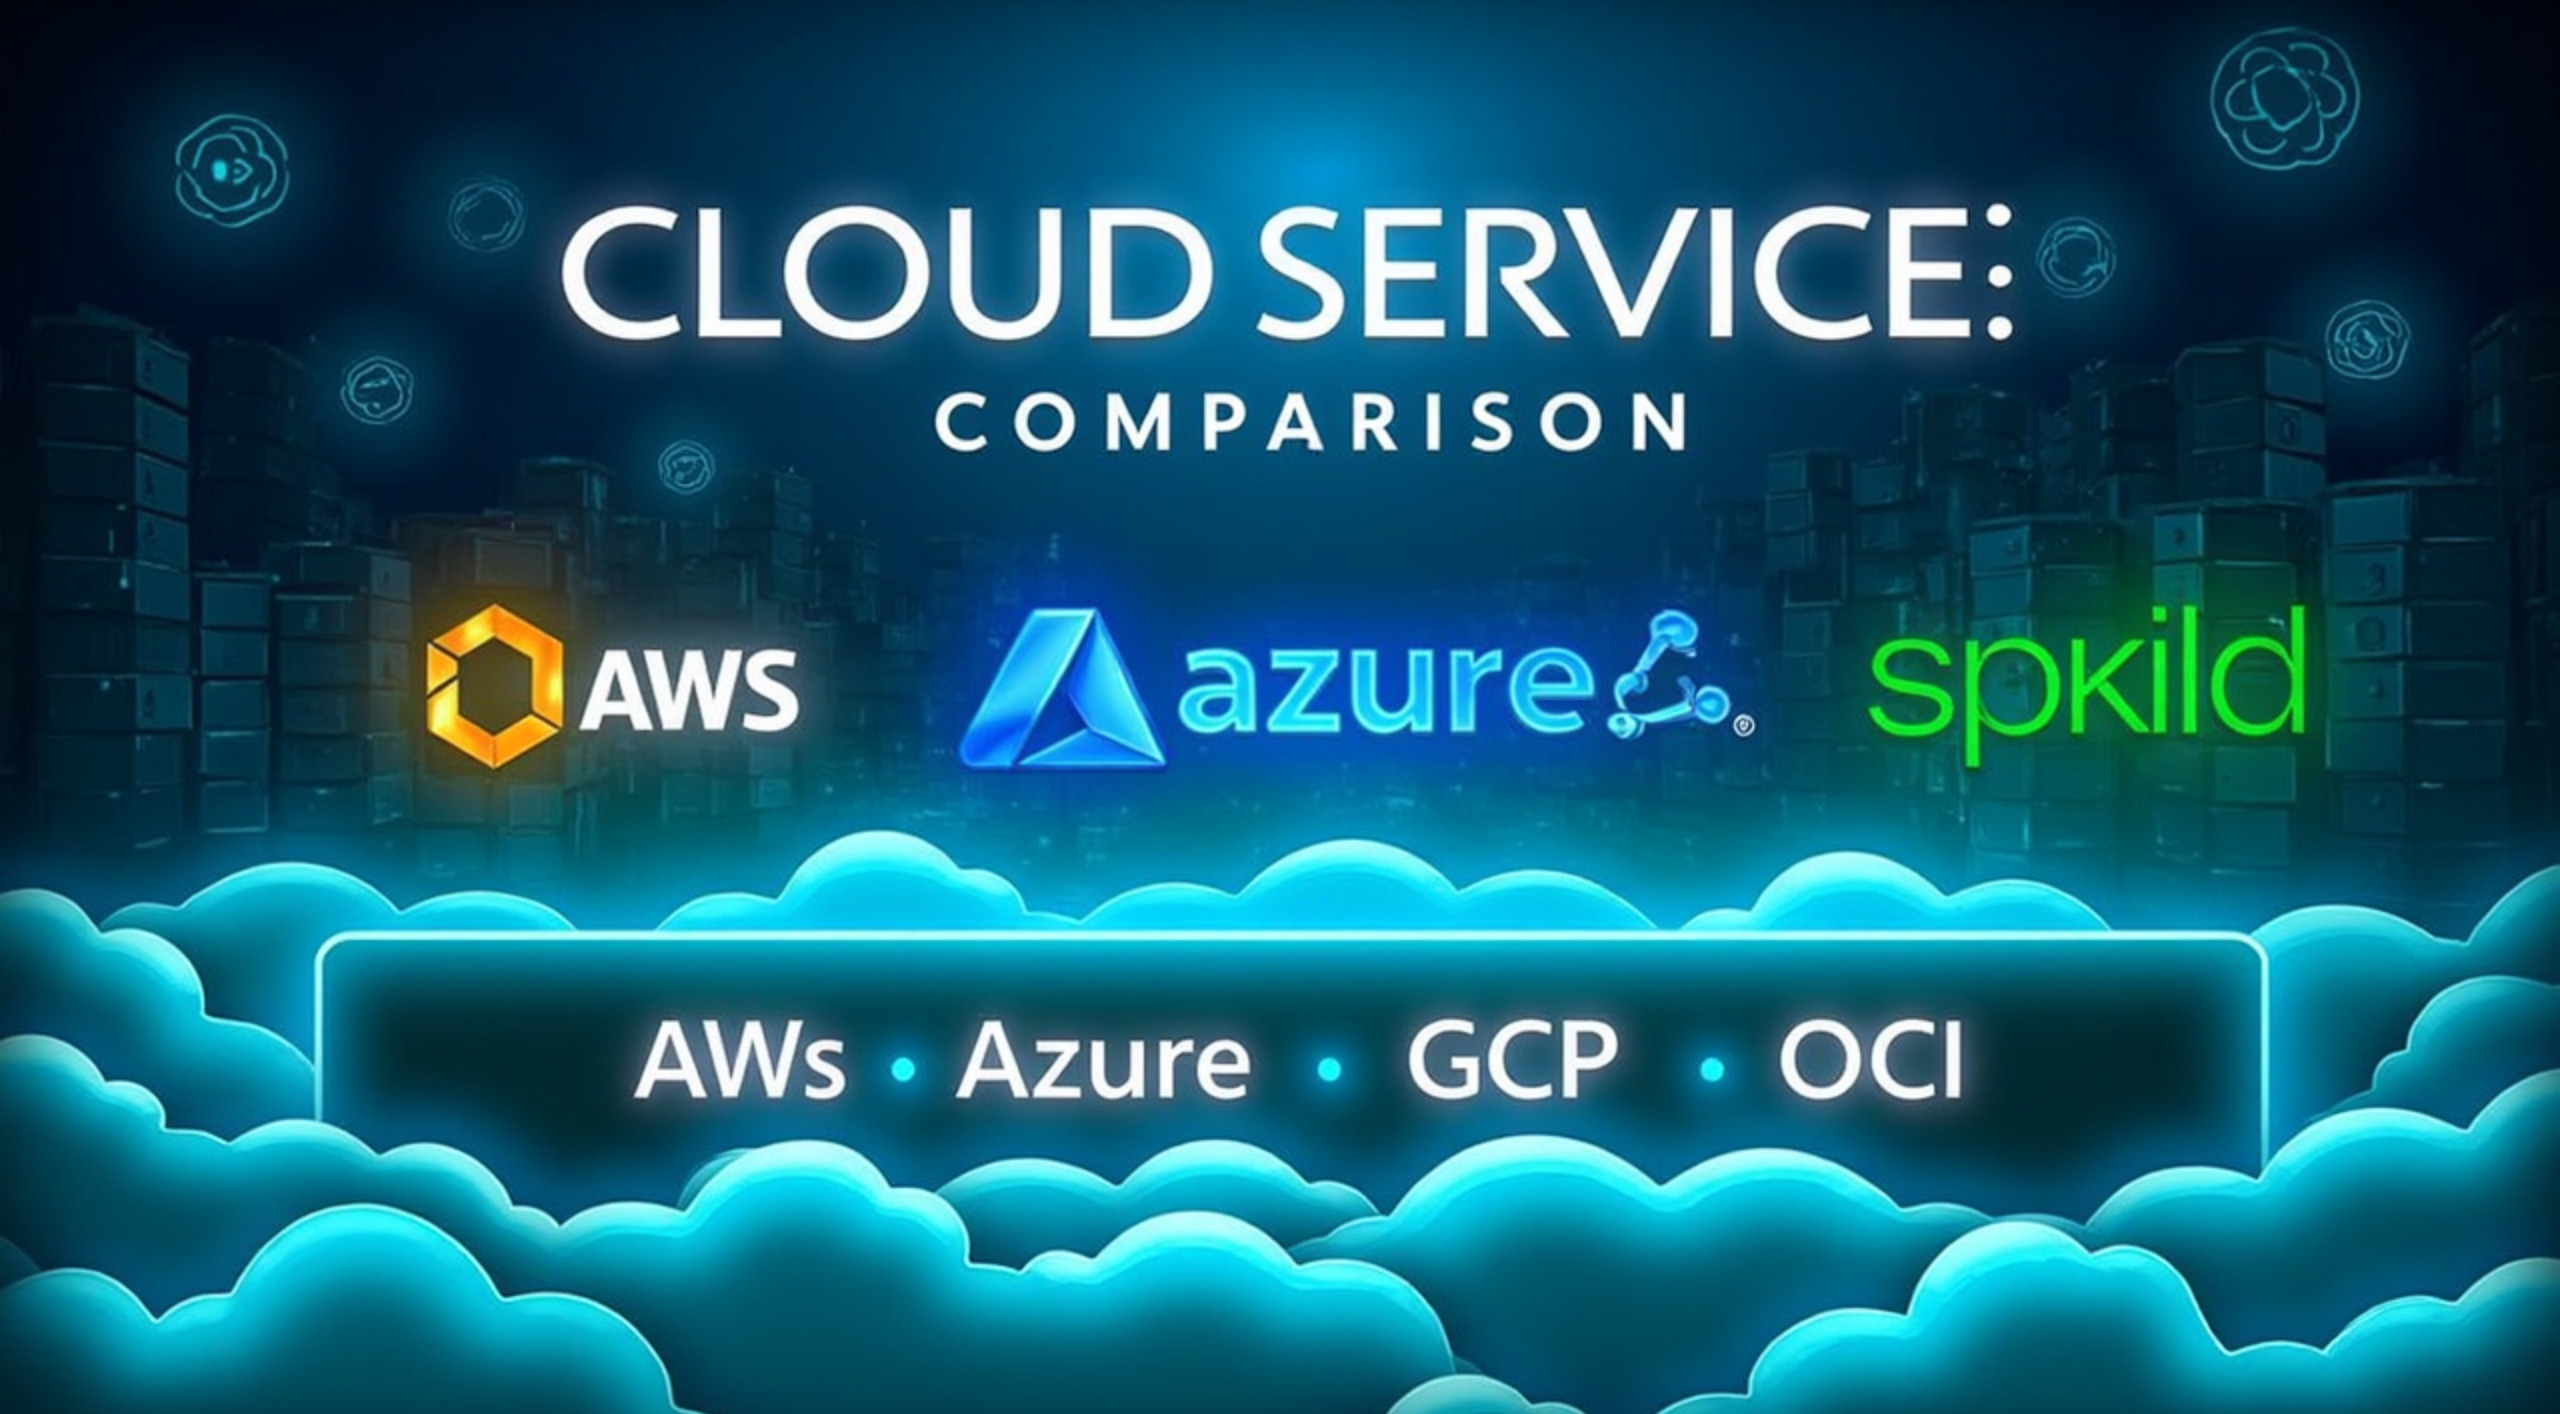 CLOUD SERVICE:
COMPARISON
AWS azure ® spkild
AWs • Azure • GCP • OCI